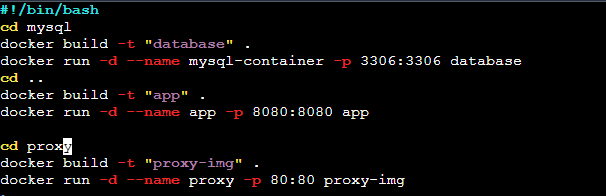 #!/bin/bash
cd mysql
docker build -t "database" .
docker run -d --name mysql-container -p 3306:3306 database
cd ..
docker build -t "app" .
docker run -d --name app -p 8080:8080 app
cd proxy
docker build -t "proxy-img" .
docker run -d --name proxy -p 80:80 proxy-img